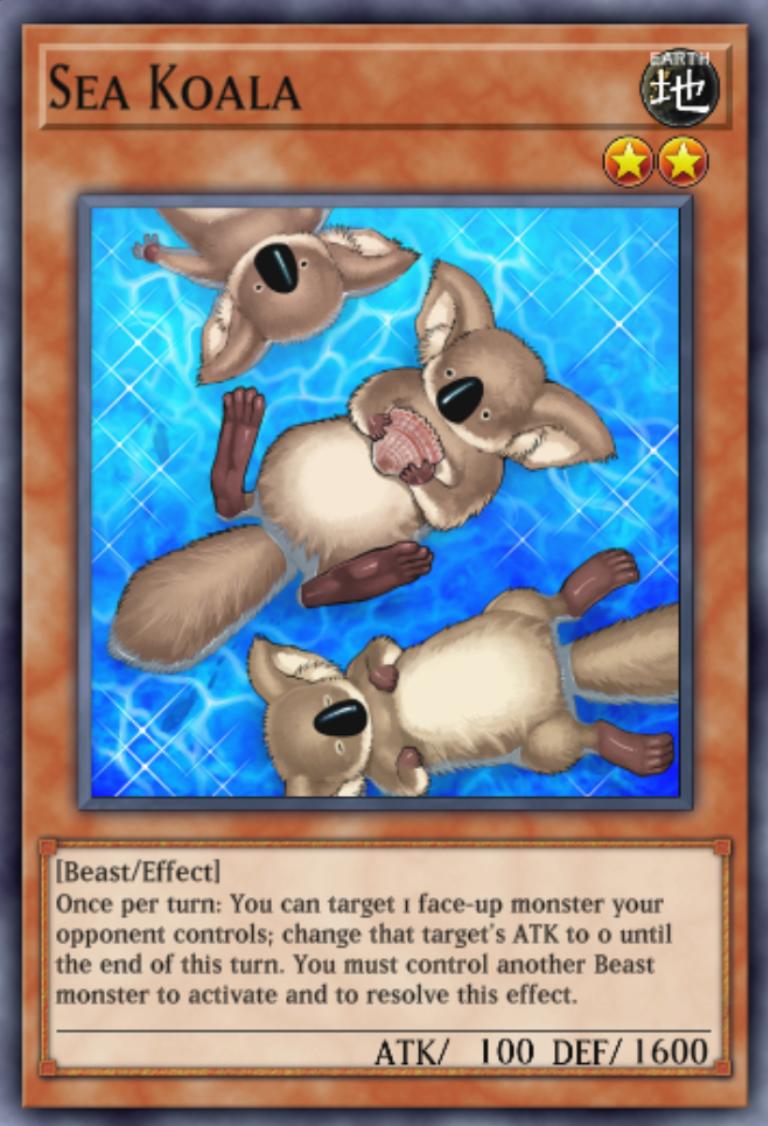 Sea Koala
EARTH
地
[Beast/Effect]
Once per turn: You can target 1 face-up monster your
opponent controls; change that target's ATK to 0 until
the end of this turn. You must control another Beast
monster to activate and to resolve this effect.
ATK/ 100 DEF/ 1600